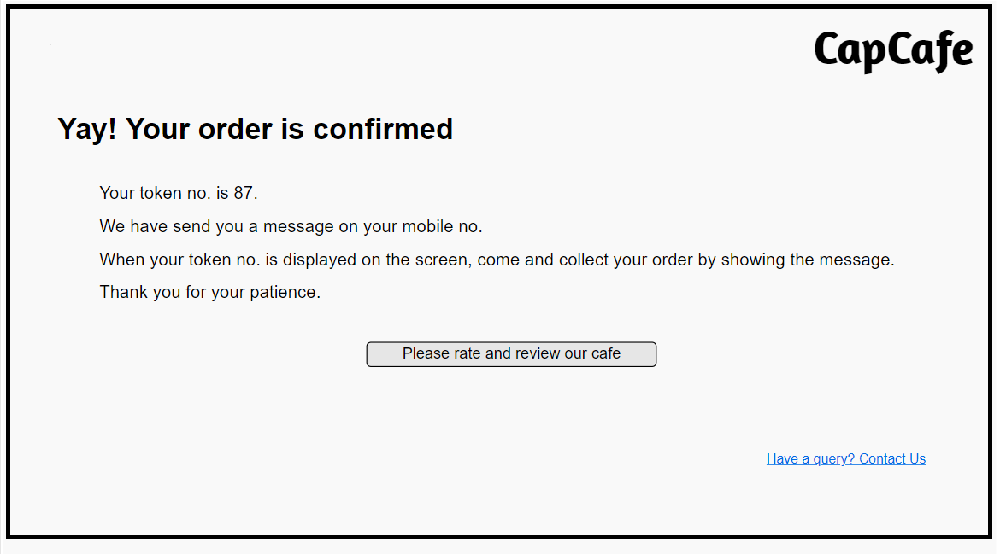 CapCafe
Yay! Your order is confirmed
Your token no. is 87.
We have send you a message on your mobile no.
When your token no. is displayed on the screen, come and collect your order by showing the message.
Thank you for your patience.
Please rate and review our cafe
Have a query? Contact Us